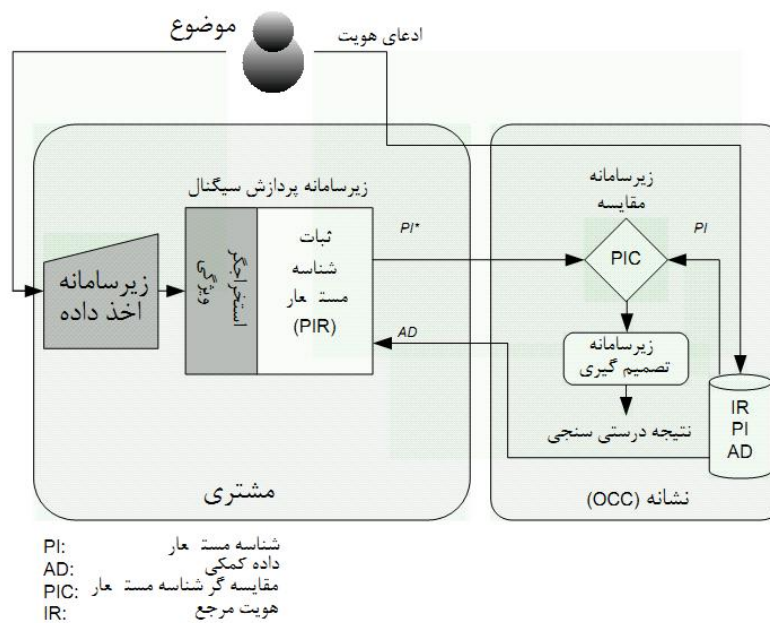 موضوع
ادعای هویت
زیرسامانه پردازش سیگنال
زیرسامانه
اخذ داده
استخراجگر
ویژگی
ثبات
شناسه
مستعار
(PIR)
PI*
AD
مشتری
زیرسامانه
مقایسه
PIC
PI
زیرسامانه
تصمیم گیری
نتیجه درستی سنجی
IR
PI
AD
نشانه (OCC)
PI: شناسه مستعار
AD: داده کمکی
PIC: مقایسه گر شناسه مستعار
IR: هویت مرجع